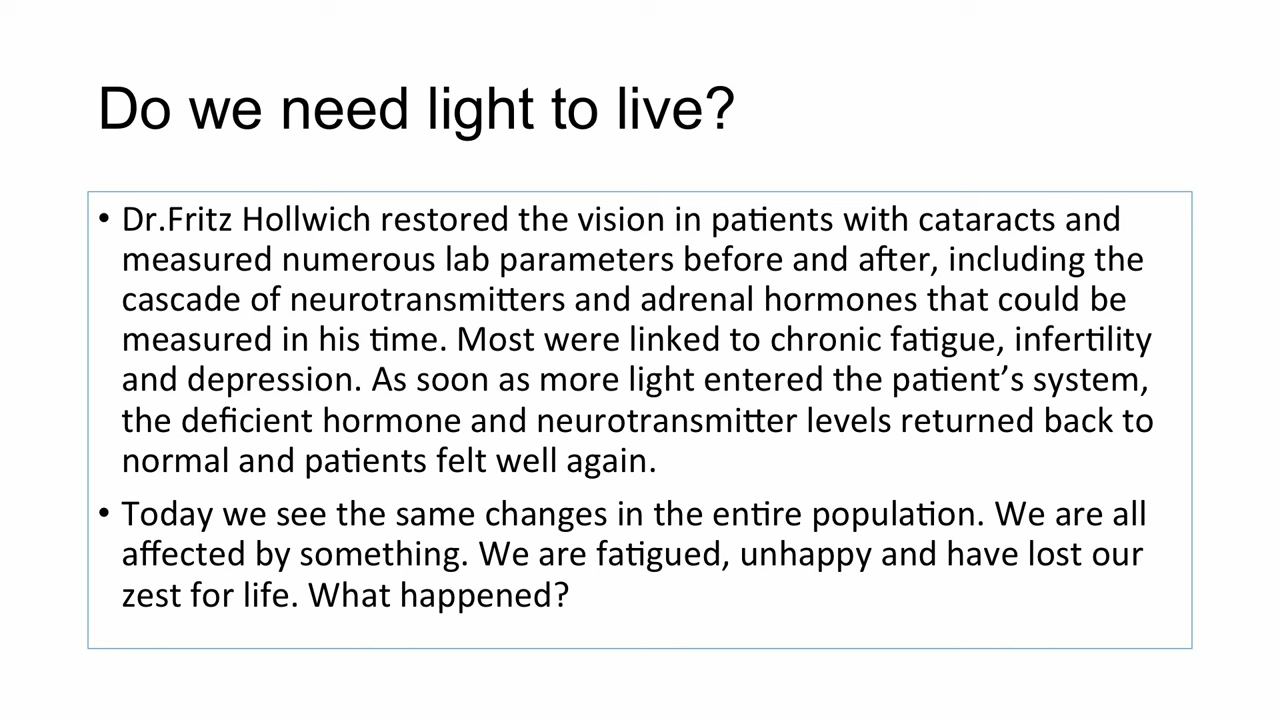 Do we need light to live?
• Dr.Fritz Hollwich restored the vision in patients with cataracts and
measured numerous lab parameters before and after, including the
cascade of neurotransmitters and adrenal hormones that could be
measured in his time. Most were linked to chronic fatigue, infertility
and depression. As soon as more light entered the patient’s system,
the deficient hormone and neurotransmitter levels returned back to
normal and patients felt well again.
• Today we see the same changes in the entire population. We are all
affected by something. We are fatigued, unhappy and have lost our
zest for life. What happened?